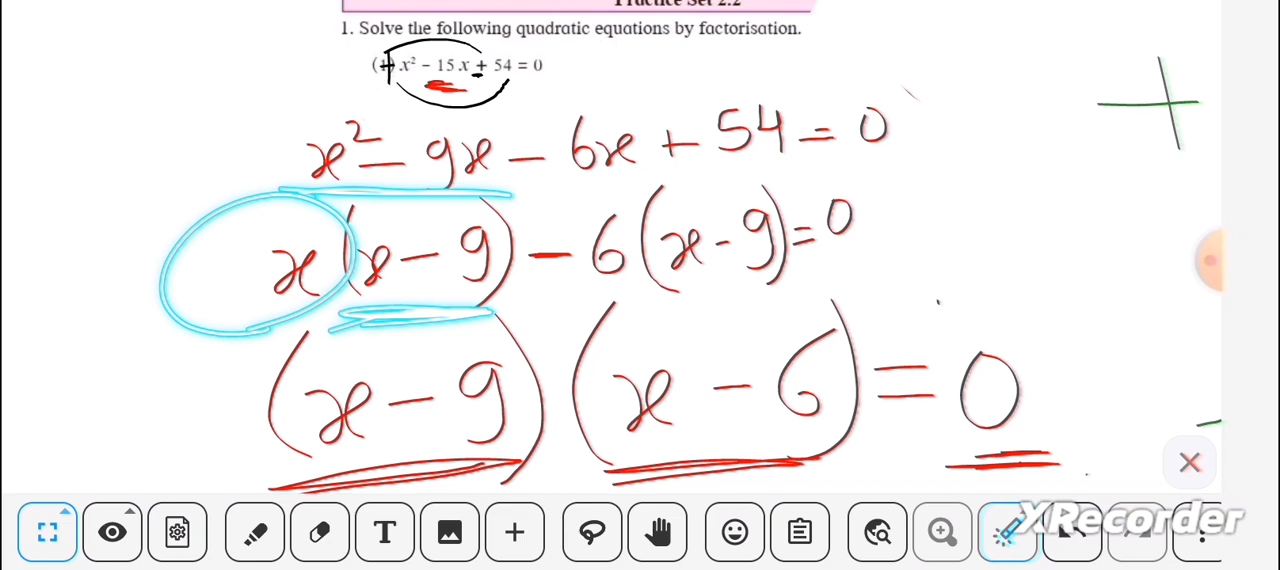 Practice Set 2.2
1. Solve the following quadratic equations by factorisation.
(1) x² − 15 x + 54 = 0
x² − 9x − 6x + 54 = 0
x(x − 9) − 6(x − 9) = 0
(x − 9)(x − 6) = 0
T
XRecorder